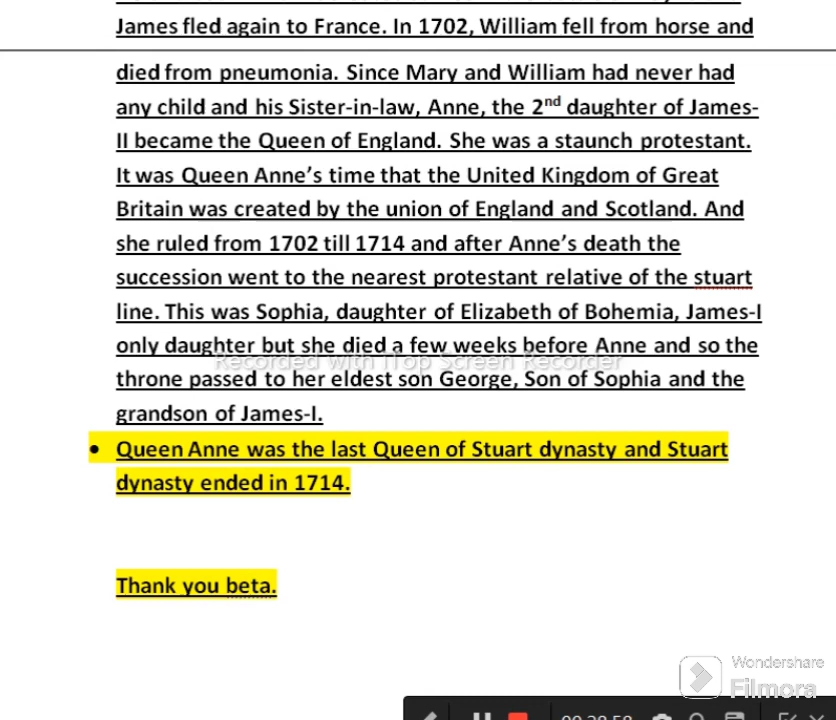 James fled again to France. In 1702, William fell from horse and
died from pneumonia. Since Mary and William had never had
any child and his Sister-in-law, Anne, the 2nd daughter of James-
II became the Queen of England. She was a staunch protestant.
It was Queen Anne's time that the United Kingdom of Great
Britain was created by the union of England and Scotland. And
she ruled from 1702 till 1714 and after Anne's death the
succession went to the nearest protestant relative of the stuart
line. This was Sophia, daughter of Elizabeth of Bohemia, James-I
only daughter but she died a few weeks before Anne and so the
Recorded with iTop Screen Recorder
throne passed to her eldest son George, Son of Sophia and the
grandson of James-I.
• Queen Anne was the last Queen of Stuart dynasty and Stuart
dynasty ended in 1714.
Thank you beta.
Wondershare
Filmora